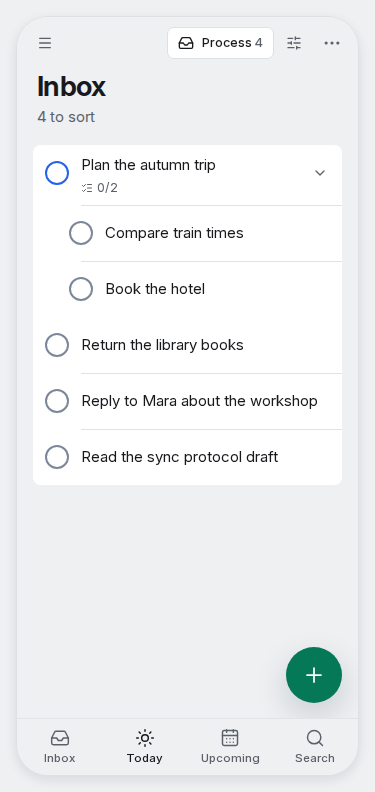 Process 4
Inbox
4 to sort
Plan the autumn trip
0/2
Compare train times
Book the hotel
Return the library books
Reply to Mara about the workshop
Read the sync protocol draft
Inbox Today Upcoming Search